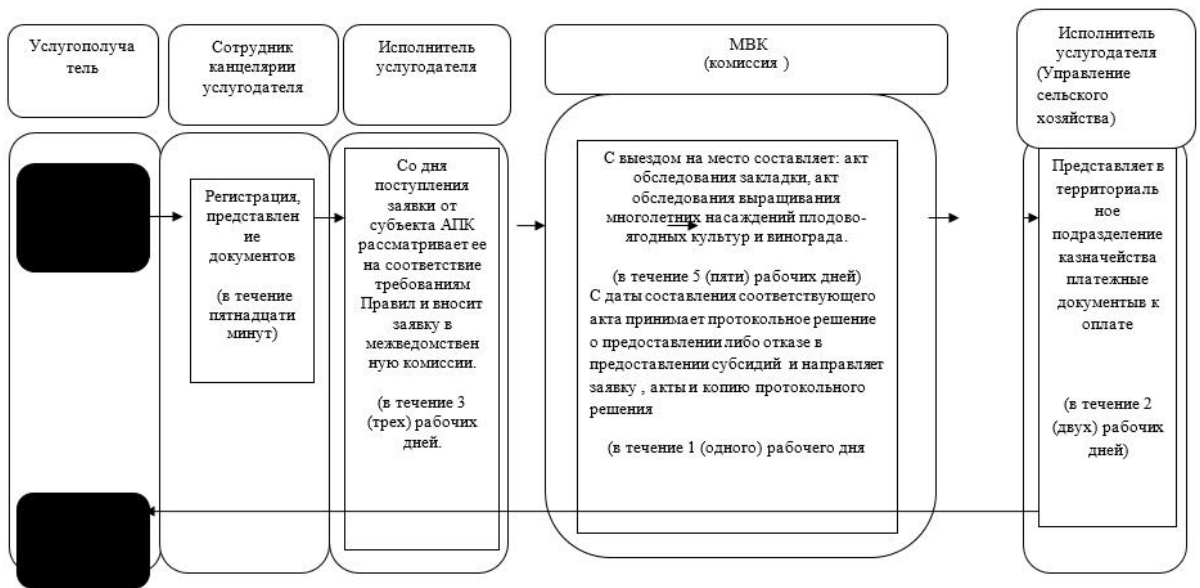 Услугополуча
тель
Сотрудник
канцелярии
услугодателя
Исполнитель
услугодателя
МВК
(комиссия )
Исполнитель
услугодателя
(Управление
сельского
хозяйства)
Регистрация,
представлен
ие
документов
(в течение
пятнадцати
минут)
Со дня
поступления
заявки от
субъекта АПК
рассматривает ее
на соответствие
требованиям
Правил и вносит
заявку в
межведомствен
ную комиссии.
(в течение 3
(трех) рабочих
дней.
С выездом на место составляет: акт
обследования закладки, акт
обследования выращивания
многолетних насаждений плодово-
ягодных культур и винограда.
(в течение 5 (пяти) рабочих дней)
С даты составления соответствующего
акта принимает протокольное решение
о предоставлении либо отказе в
предоставлении субсидий и направляет
заявку , акты и копию протокольного
решения
(в течение 1 (одного) рабочего дня
Представляет в
территориаль
ное
подразделение
казначейства
платежные
документыв к
оплате
(в течение 2
(двух) рабочих
дней)